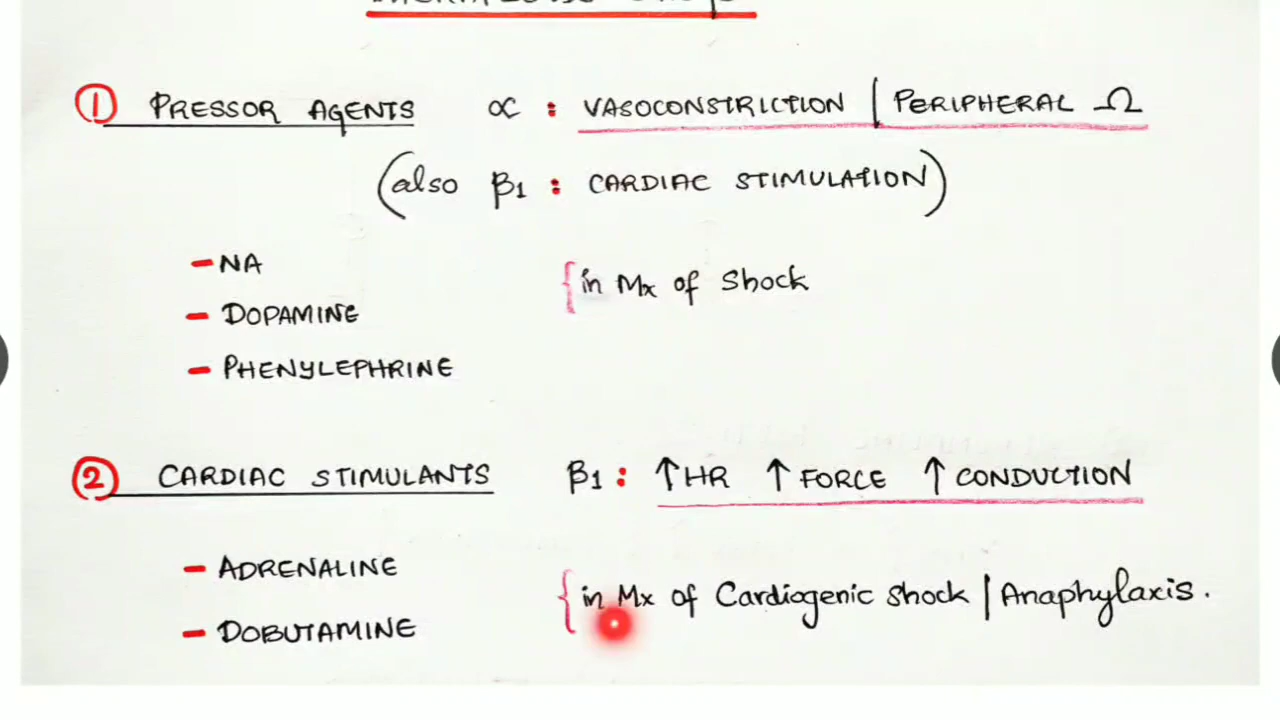 1 PRESSOR AGENTS α : VASOCONSTRICTION | PERIPHERAL Ω
(also β1 : CARDIAC STIMULATION)
- NA
{in Mx of Shock
- DOPAMINE
- PHENYLEPHRINE
2 CARDIAC STIMULANTS β1 : ↑HR ↑ FORCE ↑ CONDUCTION
- ADRENALINE
{in Mx of Cardiogenic shock | Anaphylaxis.
- DOBUTAMINE